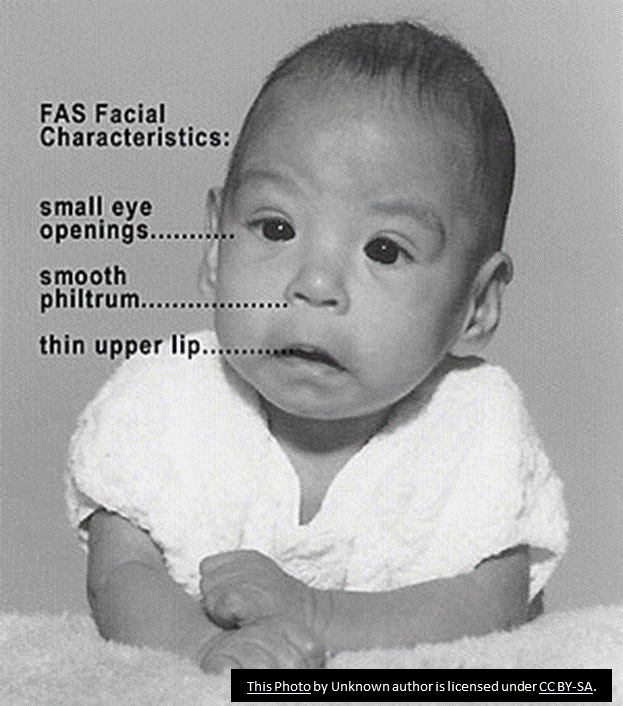 FAS Facial
Characteristics:
small eye
openings...........
smooth
philtrum...................
thin upper lip............
This Photo by Unknown author is licensed under CC BY-SA.